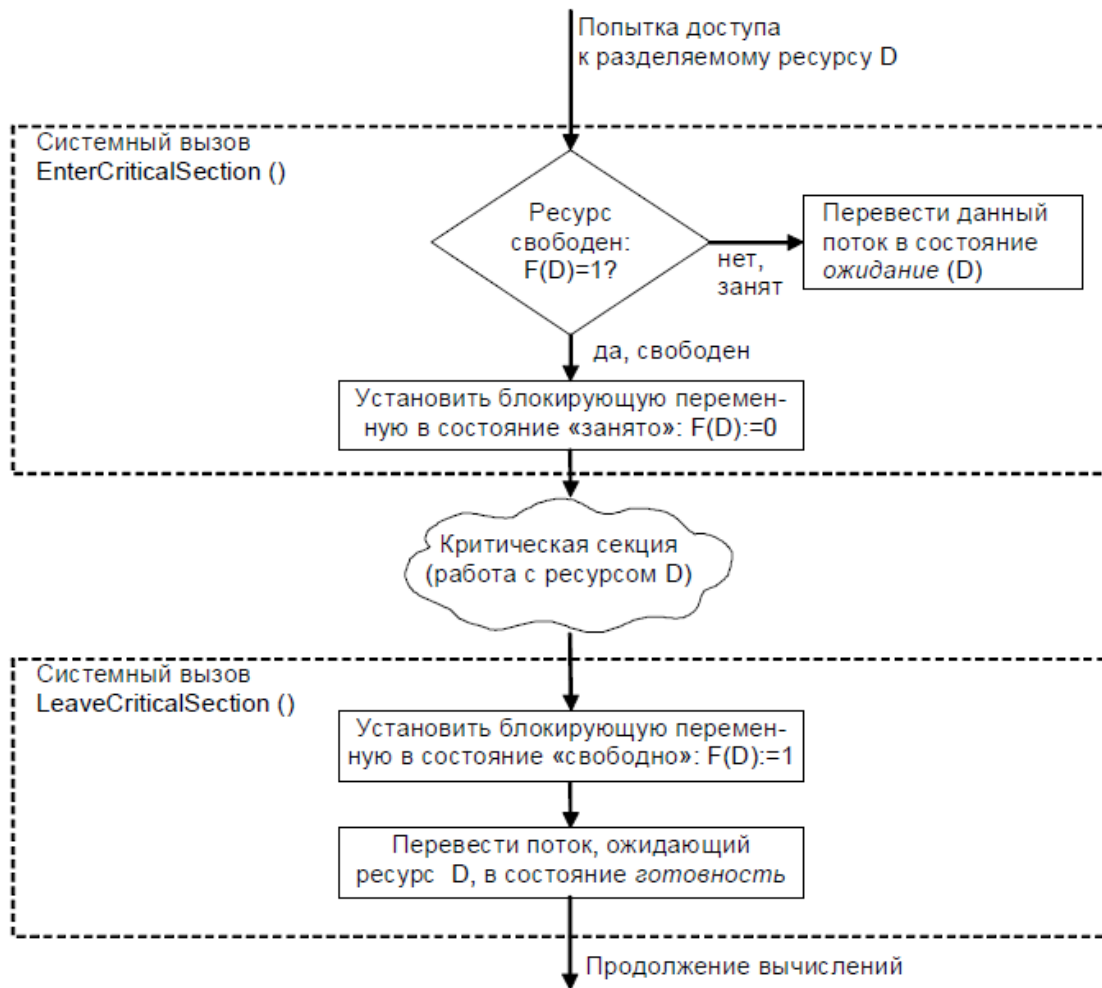 Попытка доступа
к разделяемому ресурсу D
Системный вызов
EnterCriticalSection ()
Ресурс
свободен:
F(D)=1?
нет,
занят
Перевести данный
поток в состояние
ожидание (D)
да, свободен
Установить блокирующую перемен-
ную в состояние «занято»: F(D):=0
Критическая секция
(работа с ресурсом D)
Системный вызов
LeaveCriticalSection ()
Установить блокирующую перемен-
ную в состояние «свободно»: F(D):=1
Перевести поток, ожидающий
ресурс D, в состояние готовность
Продолжение вычислений